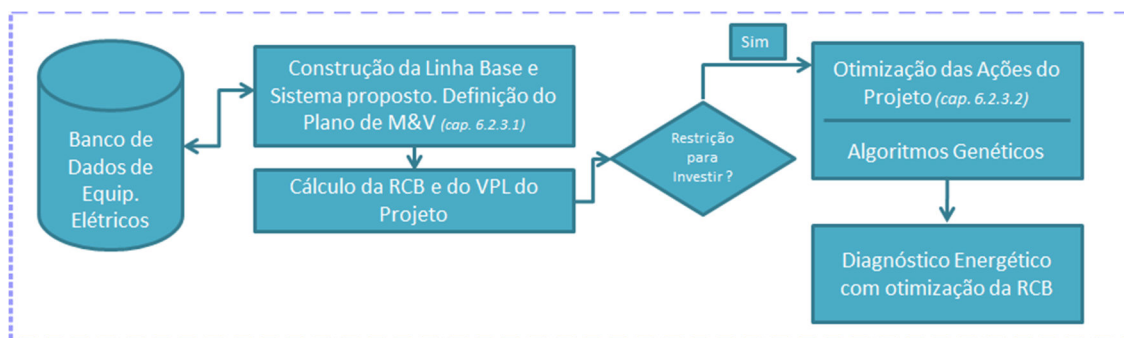 Banco de
Dados de
Equip.
Elétricos
Construção da Linha Base e
Sistema proposto. Definição do
Plano de M&V (cap. 6.2.3.1)
Cálculo da RCB e do VPL do
Projeto
Restrição
para
Investir ?
Sim
Otimização das Ações do
Projeto (cap. 6.2.3.2)
Algoritmos Genéticos
Diagnóstico Energético
com otimização da RCB